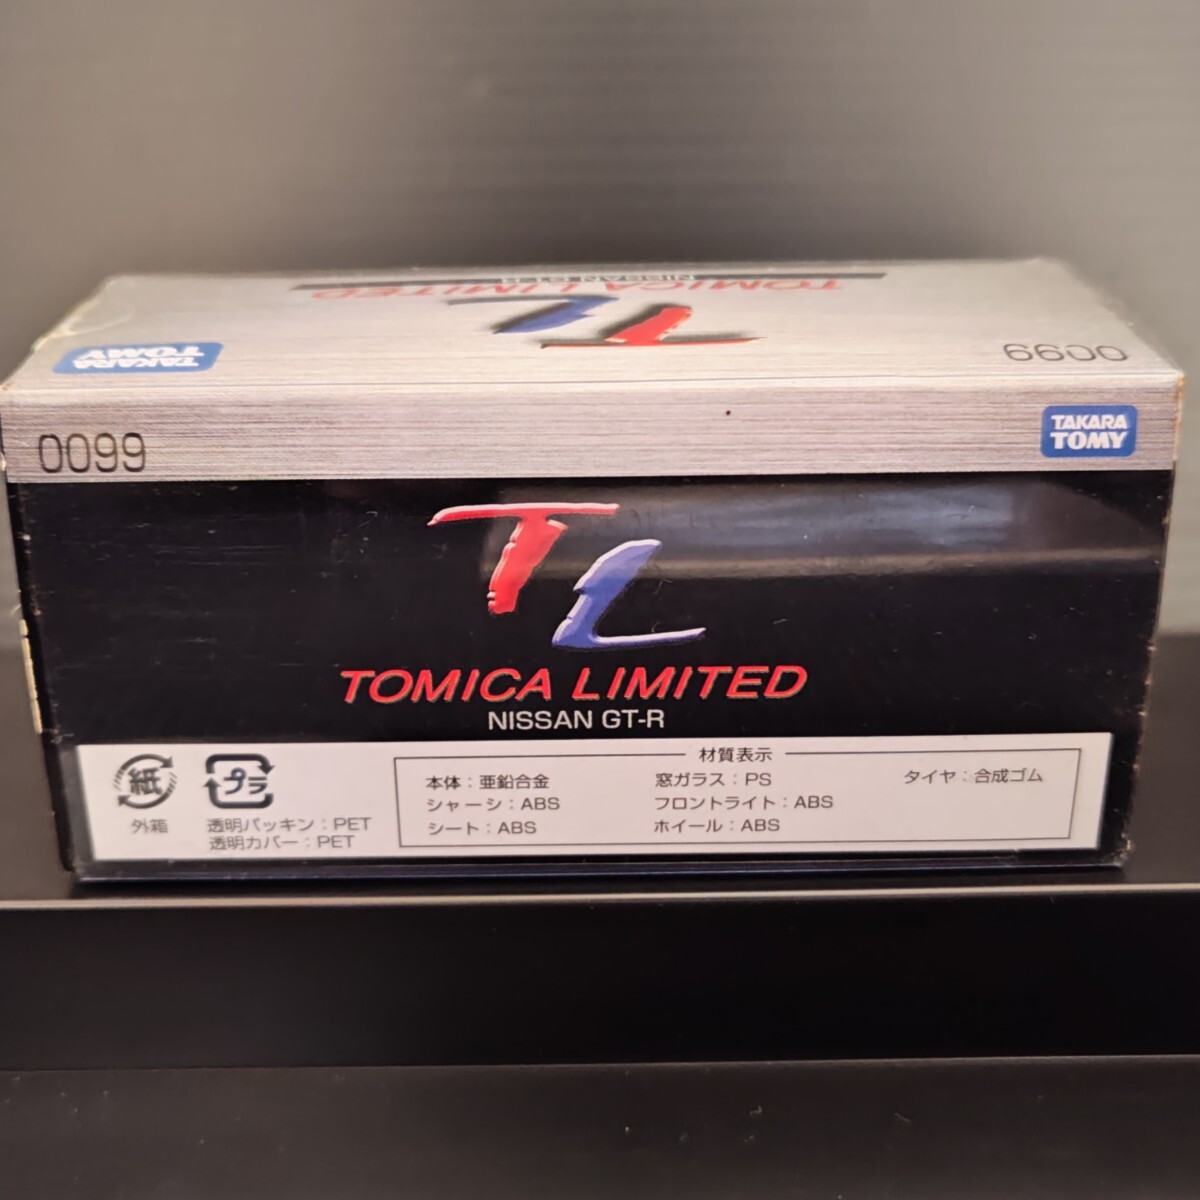 NISSAN GT-R
TOMICA LIMITED
TL
0099
TAKARA
TOMY
0099
TAKARA
TOMY
TL
TOMICA LIMITED
NISSAN GT-R
紙
外箱
プラ
透明パッキン：PET
透明カバー：PET
材質表示
本体：亜鉛合金
シャーシ：ABS
シート：ABS
窓ガラス：PS
フロントライト：ABS
ホイール：ABS
タイヤ：合成ゴム